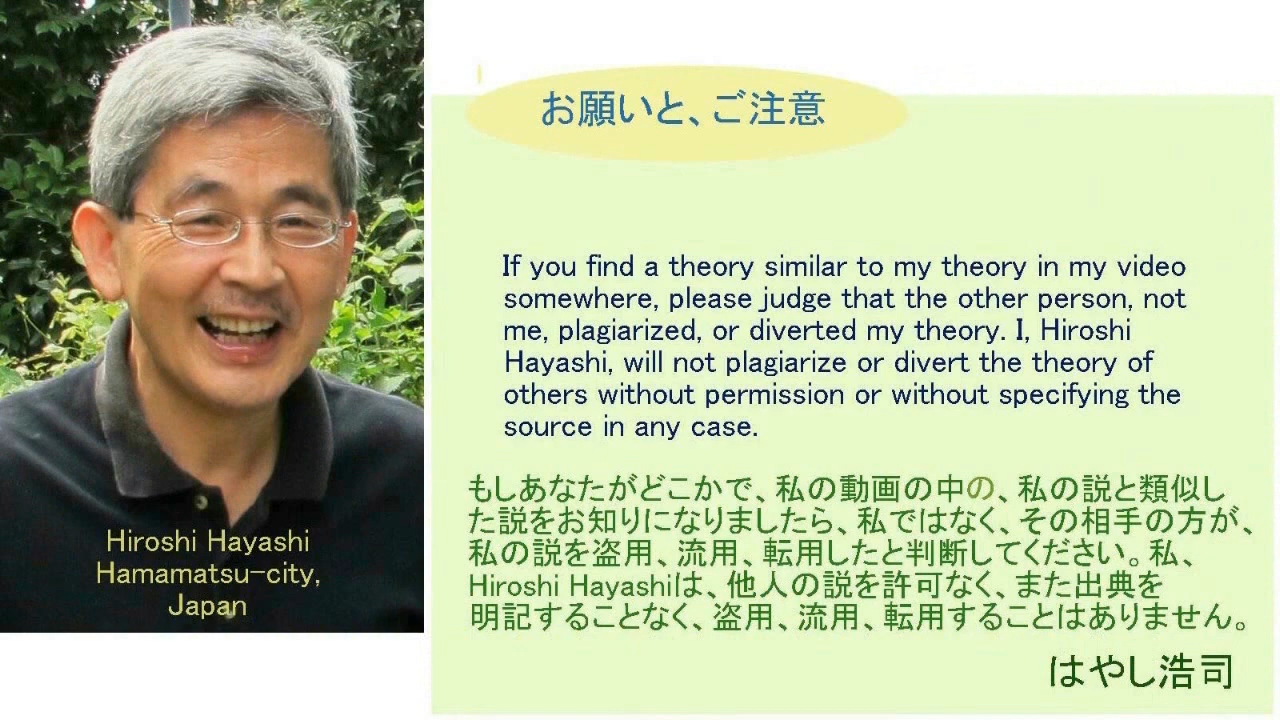 お願いと、ご注意
If you find a theory similar to my theory in my video
somewhere, please judge that the other person, not
me, plagiarized, or diverted my theory. I, Hiroshi
Hayashi, will not plagiarize or divert the theory of
others without permission or without specifying the
source in any case.
もしあなたがどこかで、私の動画の中の、私の説と類似し
た説をお知りになりましたら、私ではなく、その相手の方が、
私の説を盗用、流用、転用したと判断してください。私、
Hiroshi Hayashiは、他人の説を許可なく、また出典を
明記することなく、盗用、流用、転用することはありません。
はやし浩司
Hiroshi Hayashi
Hamamatsu-city,
Japan